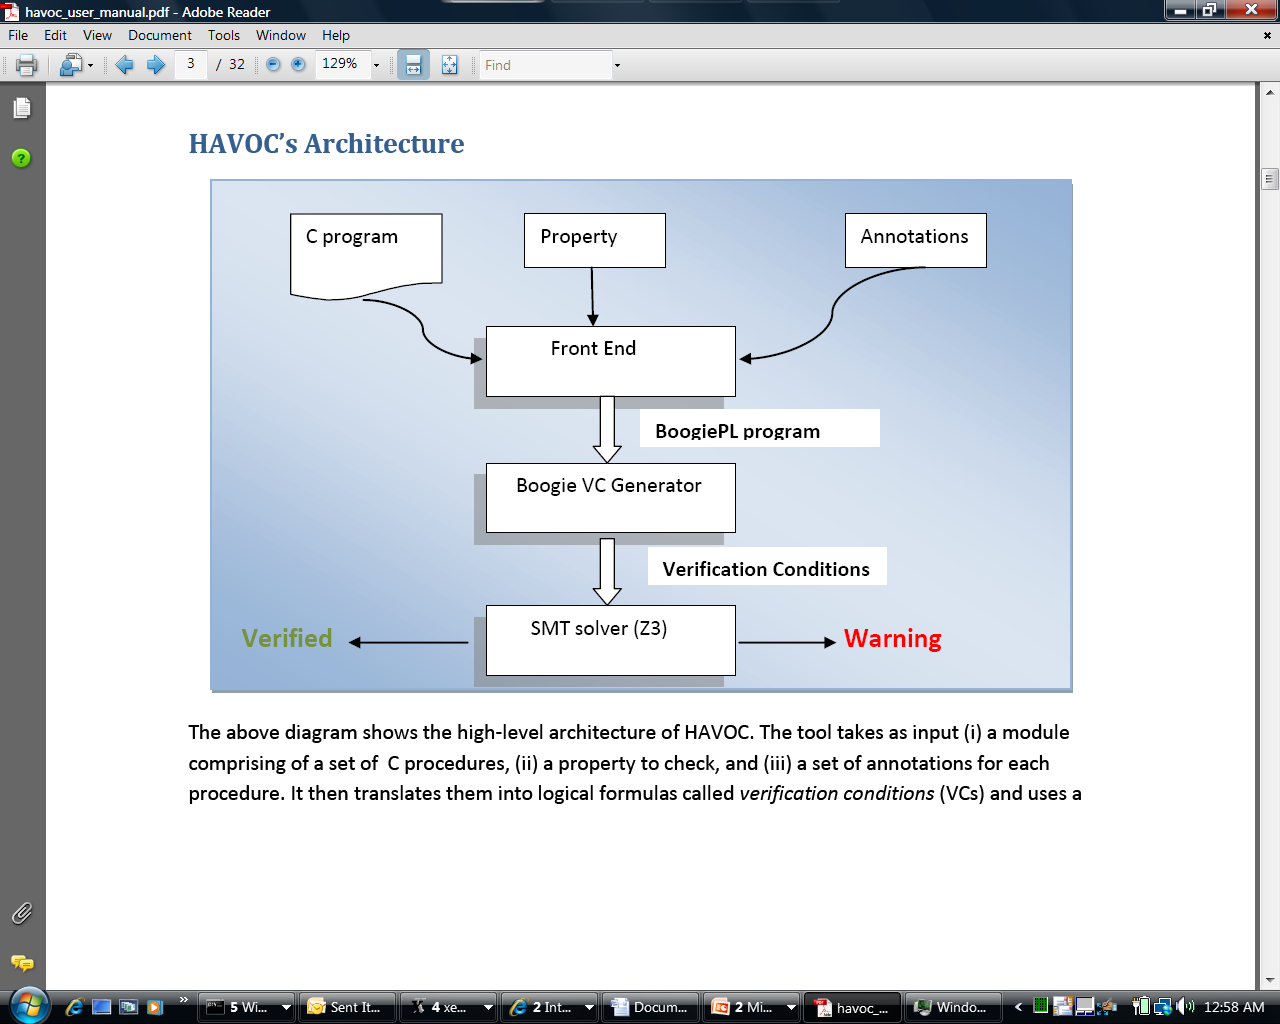 havoc_user_manual.pdf - Adobe Reader
File Edit View Document Tools Window Help
3 / 32 129% Find
HAVOC's Architecture
C program
Property
Annotations
Front End
BoogiePL program
Boogie VC Generator
Verification Conditions
SMT solver (Z3)
Verified
Warning
The above diagram shows the high-level architecture of HAVOC. The tool takes as input (i) a module
comprising of a set of C procedures, (ii) a property to check, and (iii) a set of annotations for each
procedure. It then translates them into logical formulas called verification conditions (VCs) and uses a
5 Wi... Sent It... 4 xe... 2 Int... Docum... 2 Mi... havoc_... Windo... 12:58 AM